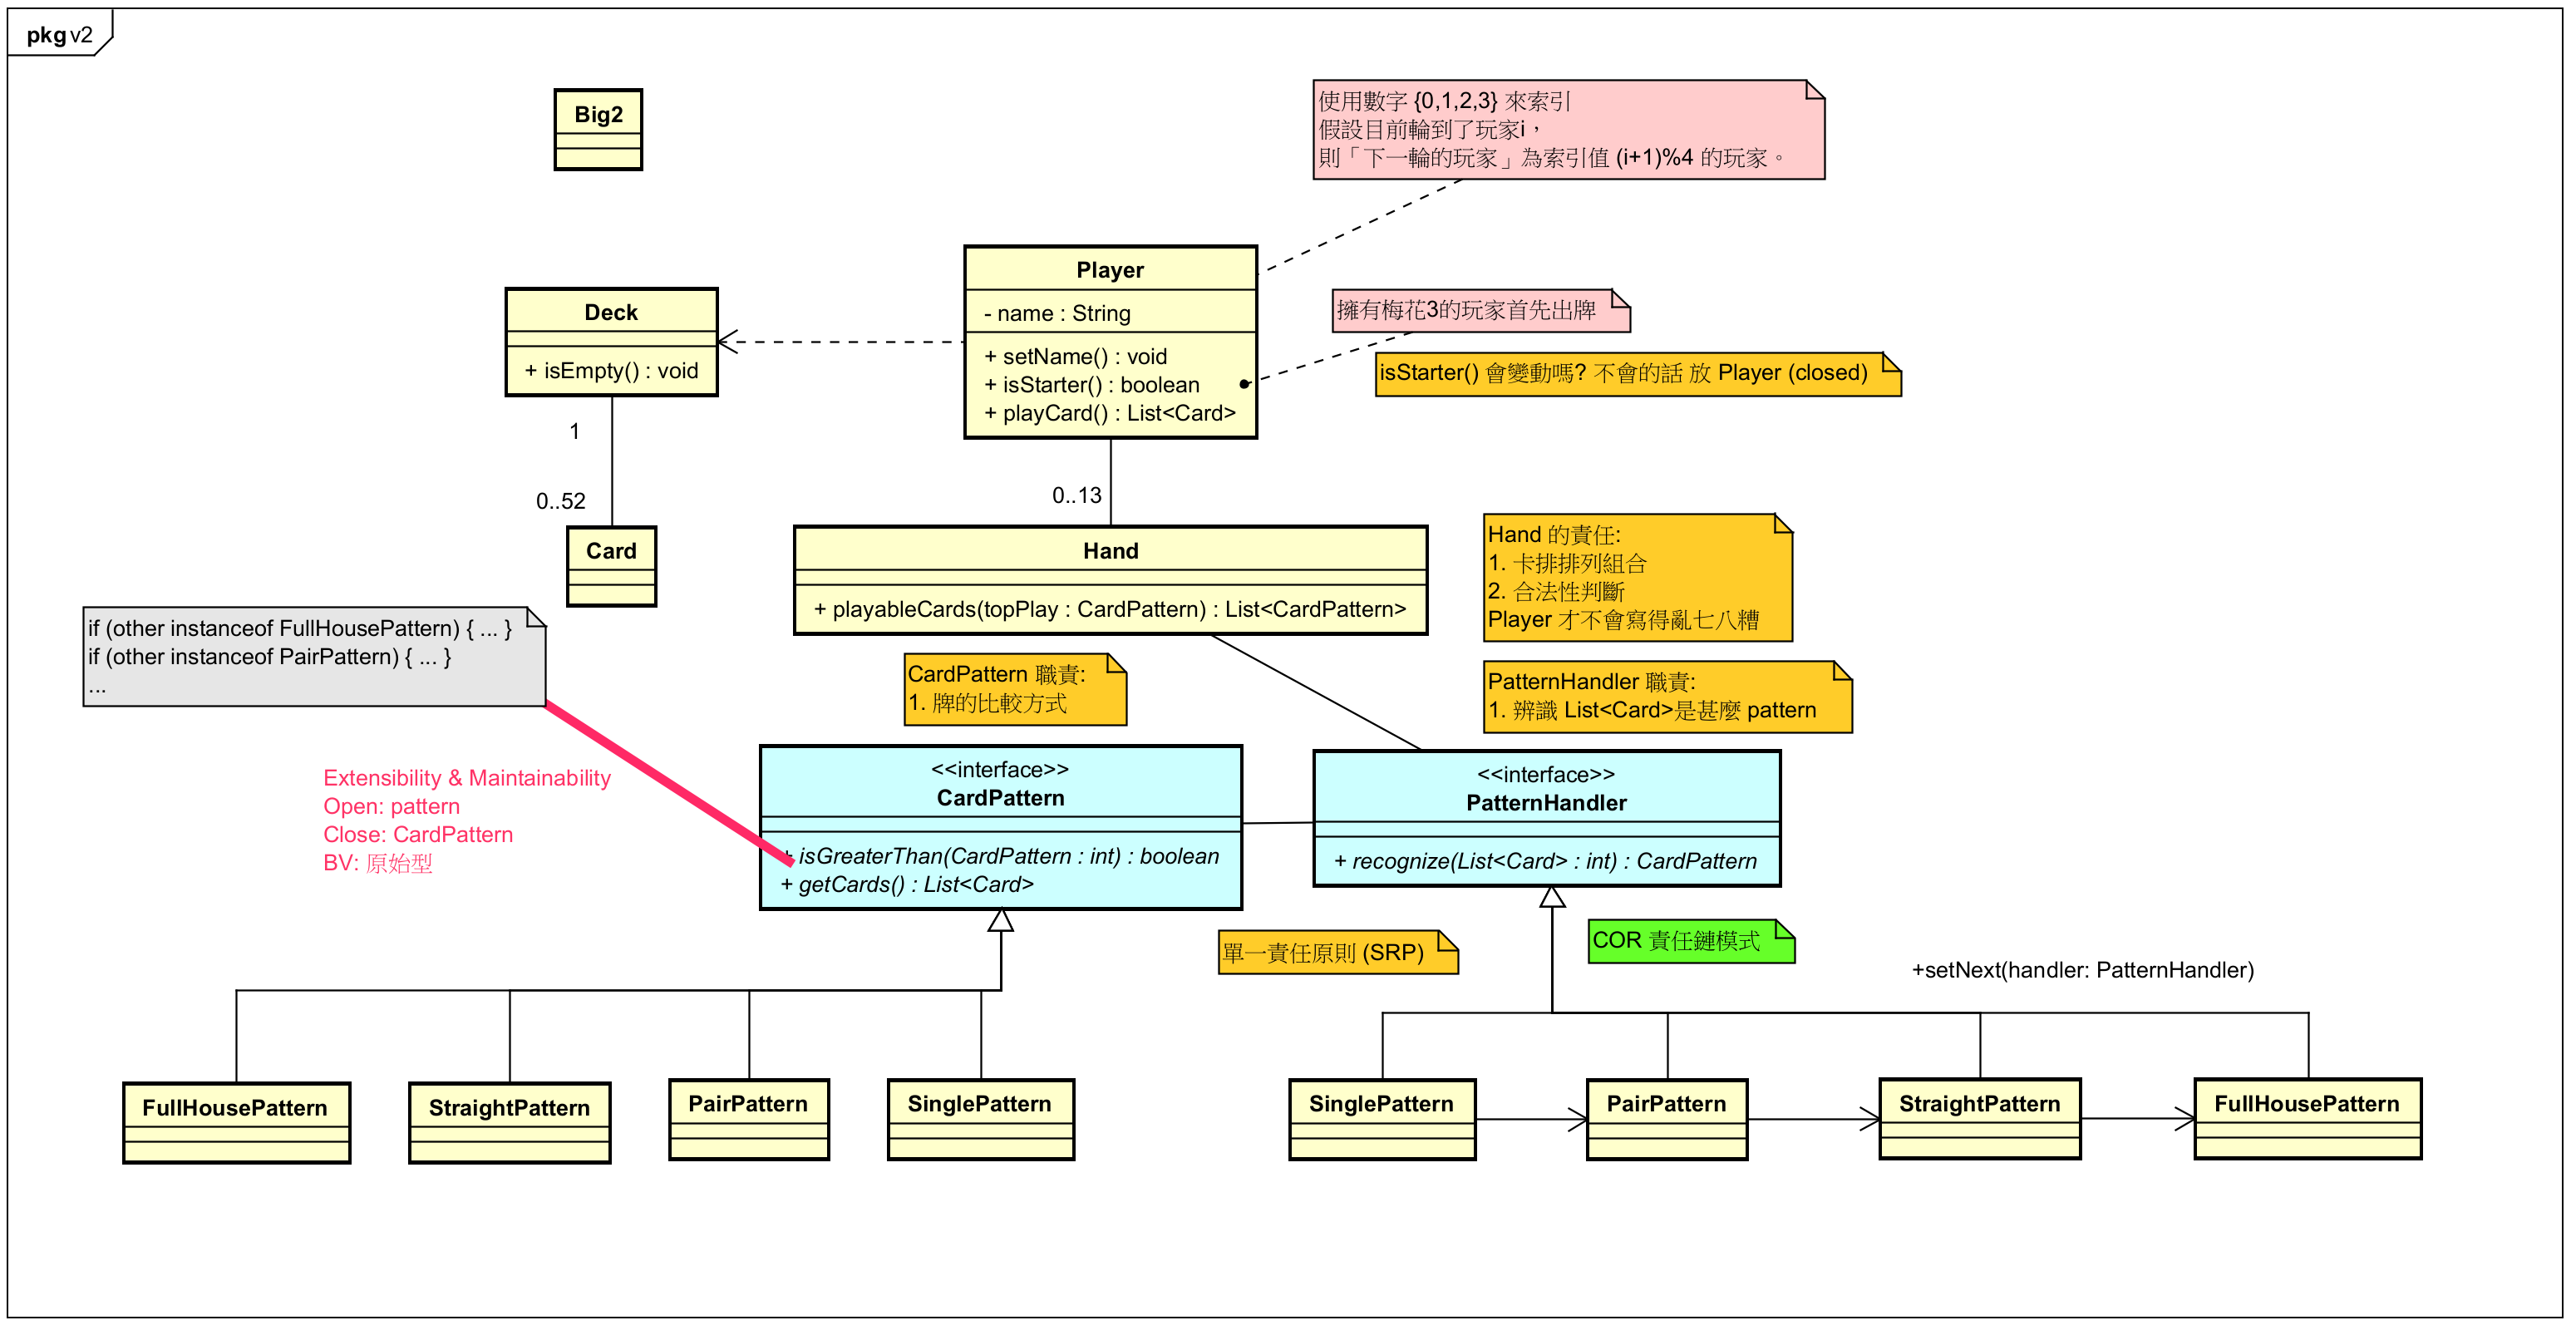 pkg v2
Big2
使用數字 {0,1,2,3} 來索引
假設目前輪到了玩家i，
則「下一輪的玩家」為索引值 (i+1)%4 的玩家。
Player
- name : String
+ setName() : void
+ isStarter() : boolean
+ playCard() : List<Card>
Deck
+ isEmpty() : void
擁有梅花3的玩家首先出牌
isStarter() 會變動嗎? 不會的話 放 Player (closed)
1
0..52
0..13
Card
Hand
+ playableCards(topPlay : CardPattern) : List<CardPattern>
Hand 的責任:
1. 卡排排列組合
2. 合法性判斷
Player 才不會寫得亂七八糟
if (other instanceof FullHousePattern) { ... }
if (other instanceof PairPattern) { ... }
...
CardPattern 職責:
1. 牌的比較方式
PatternHandler 職責:
1. 辨識 List<Card>是甚麼 pattern
Extensibility & Maintainability
Open: pattern
Close: CardPattern
BV: 原始型
<<interface>>
CardPattern
+ isGreaterThan(CardPattern : int) : boolean
+ getCards() : List<Card>
<<interface>>
PatternHandler
+ recognize(List<Card> : int) : CardPattern
單一責任原則 (SRP)
COR 責任鏈模式
+setNext(handler: PatternHandler)
FullHousePattern
StraightPattern
PairPattern
SinglePattern
SinglePattern
PairPattern
StraightPattern
FullHousePattern